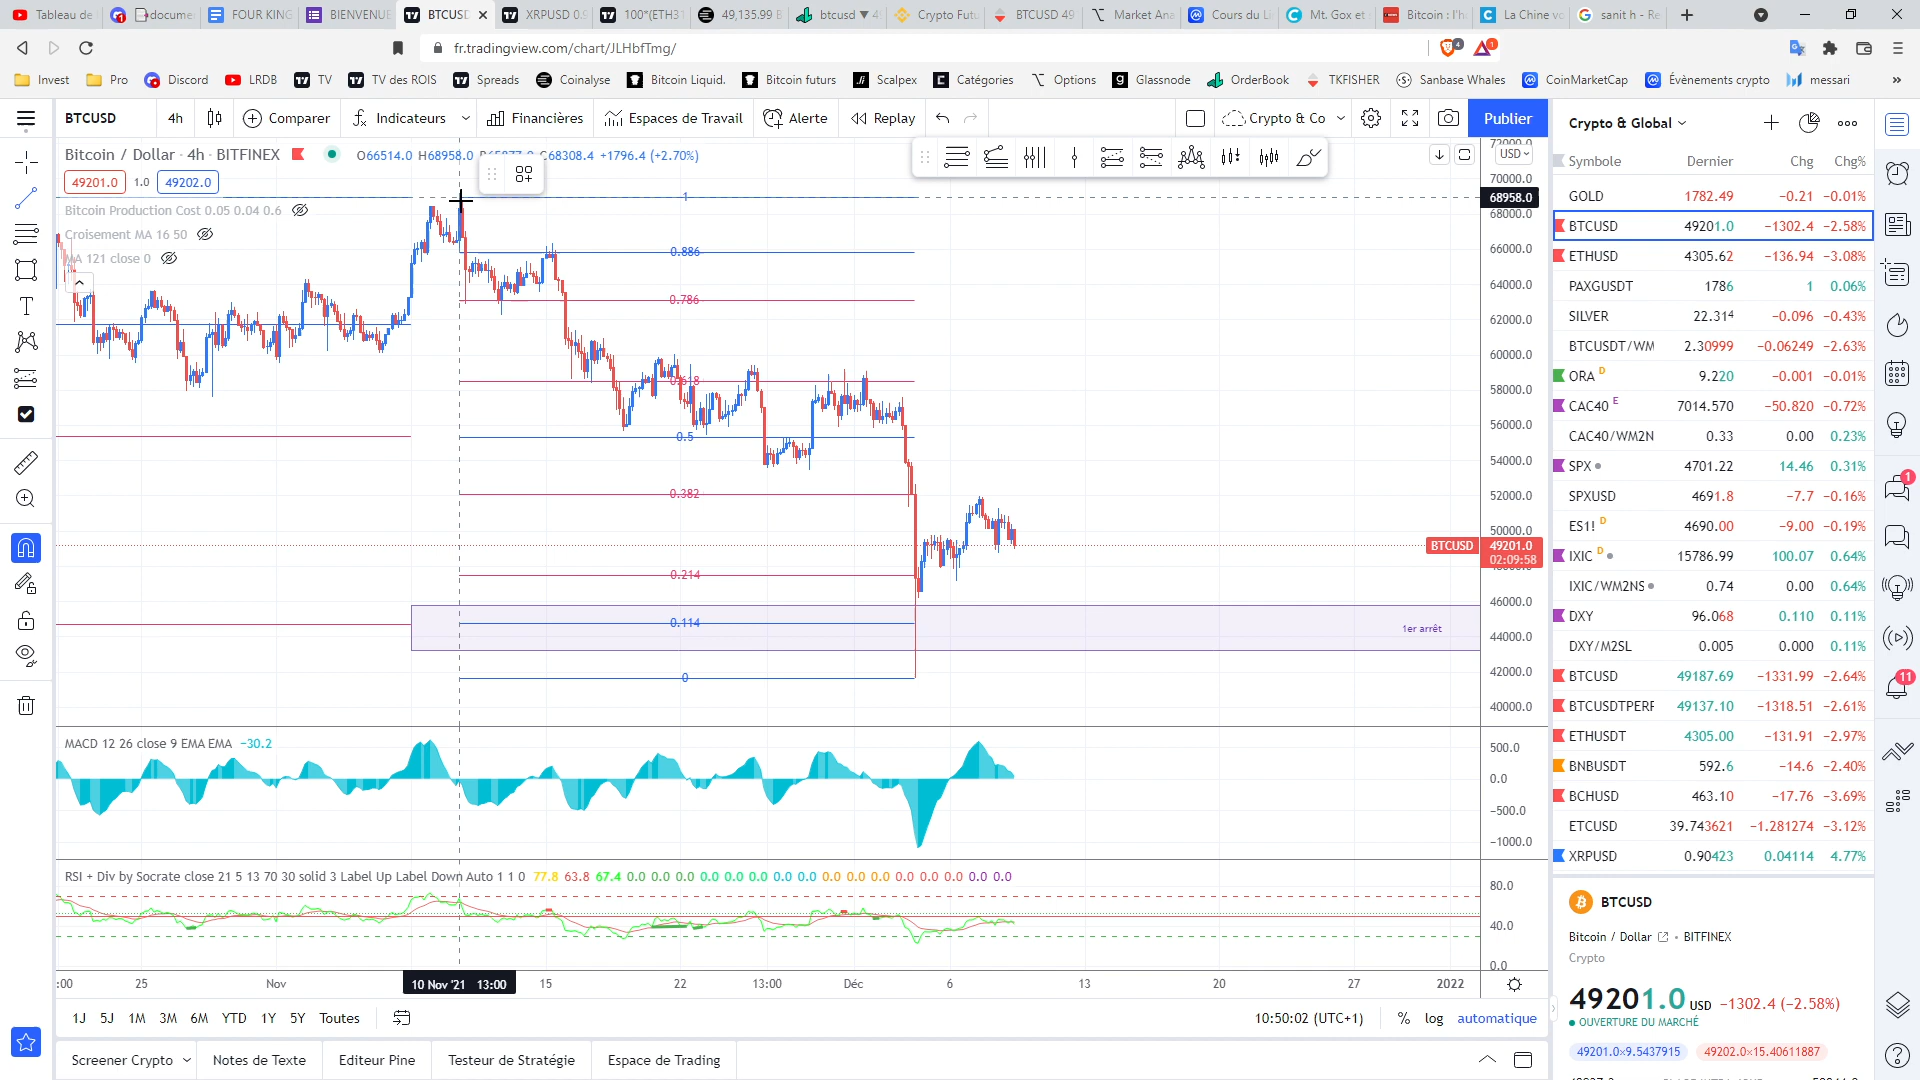 Tableau de
docume
FOUR KING
BIENVENUE
BTCUSD
XRPUSD 0.9
100*(ETH31
49,135.99 B
btcusd ▼ 4
Crypto Futu
BTCUSD 49
Market Ana
Cours du Li
Mt. Gox et
Bitcoin : l'h
La Chine vo
sanit h - Re
fr.tradingview.com/chart/JLHbfTmg/
Invest
Pro
Discord
LRDB
TV
TV des ROIS
Spreads
Coinalyse
Bitcoin Liquid.
Bitcoin futurs
Scalpex
Catégories
Options
Glassnode
OrderBook
TKFISHER
Sanbase Whales
CoinMarketCap
Évènements crypto
messari
BTCUSD
4h
Comparer
Indicateurs
Financières
Espaces de Travail
Alerte
Replay
Crypto & Co
Publier
Bitcoin / Dollar · 4h · BITFINEX
O66514.0 H68958.0 C68308.4 +1796.4 (+2.70%)
49201.0 1.0 49202.0
Bitcoin Production Cost 0.05 0.04 0.6
Croisement MA 16 50
MA 121 close 0
1
0.886
0.786
0.618
0.5
0.382
0.214
0.114
0
1er arrêt
USD
72000.0
70000.0
68958.0
68000.0
66000.0
64000.0
62000.0
60000.0
58000.0
56000.0
54000.0
52000.0
50000.0
BTCUSD 49201.0
02:09:58
48000.0
46000.0
44000.0
42000.0
40000.0
MACD 12 26 close 9 EMA EMA −30.2
500.0
0.0
−500.0
−1000.0
RSI + Div by Socrate close 21 5 13 70 30 solid 3 Label Up Label Down Auto 1 1 0 77.8 63.8 67.4 0.0 0.0 0.0 0.0 0.0 0.0 0.0 0.0 0.0 0.0 0.0 0.0 0.0 0.0 0.0 0.0
80.0
40.0
0.0
:00
25
Nov
10 Nov '21 13:00
15
22
13:00
Déc
6
13
20
27
2022
1J 5J 1M 3M 6M YTD 1Y 5Y Toutes
10:50:02 (UTC+1)
% log automatique
Screener Crypto
Notes de Texte
Editeur Pine
Testeur de Stratégie
Espace de Trading
Crypto & Global
Symbole Dernier Chg Chg%
GOLD 1782.49 −0.21 −0.01%
BTCUSD 49201.0 −1302.4 −2.58%
ETHUSD 4305.62 −136.94 −3.08%
PAXGUSDT 1786 1 0.06%
SILVER 22.31⁴ −0.096 −0.43%
BTCUSDT/WM 2.30999 −0.06249 −2.63%
ORA D 9.220 −0.001 −0.01%
CAC40 E 7014.570 −50.820 −0.72%
CAC40/WM2N 0.33 0.00 0.23%
SPX 4701.22 14.46 0.31%
SPXUSD 4691.8 −7.7 −0.16%
ES1! D 4690.00 −9.00 −0.19%
IXIC D 15786.99 100.07 0.64%
IXIC/WM2NS 0.74 0.00 0.64%
DXY 96.068 0.110 0.11%
DXY/M2SL 0.005 0.000 0.11%
BTCUSD 49187.69 −1331.99 −2.64%
BTCUSDTPERF 49137.10 −1318.51 −2.61%
ETHUSDT 4305.00 −131.91 −2.97%
BNBUSDT 592.6 −14.6 −2.40%
BCHUSD 463.10 −17.76 −3.69%
ETCUSD 39.743621 −1.281274 −3.12%
XRPUSD 0.90423 0.04114 4.77%
BTCUSD
Bitcoin / Dollar • BITFINEX
Crypto
49201.0 USD −1302.4 (−2.58%)
OUVERTURE DU MARCHÉ
49201.0×9.5437915 49202.0×15.40611887
4
1
1
11